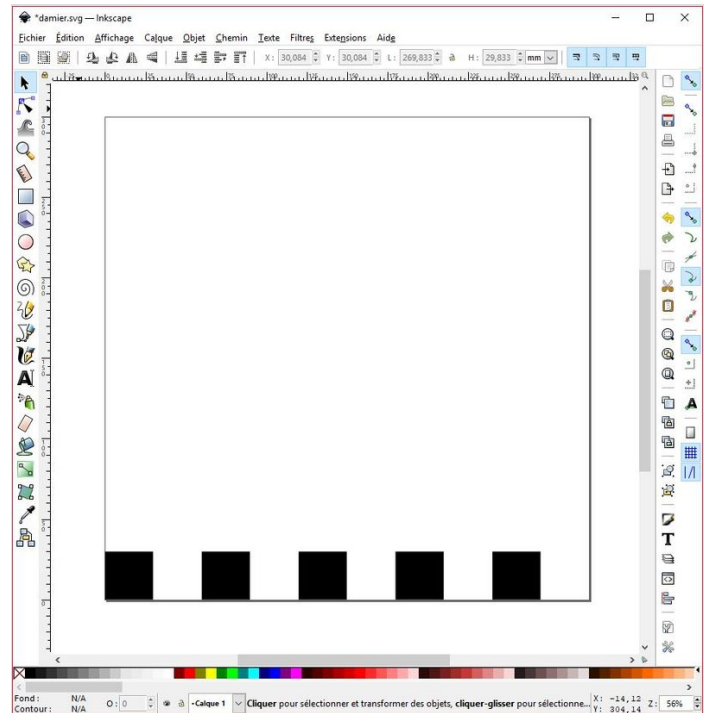 *damier.svg — Inkscape
Fichier Édition Affichage Calque Objet Chemin Texte Filtres Extensions Aide
X: 30,084 Y: 30,084 L: 269,833 H: 29,833 mm
Fond: N/A
Contour: N/A
O: 0
-Calque 1
Cliquer pour sélectionner et transformer des objets, cliquer-glisser pour sélectionne...
X: -14,12
Y: 304,14
Z: 56%